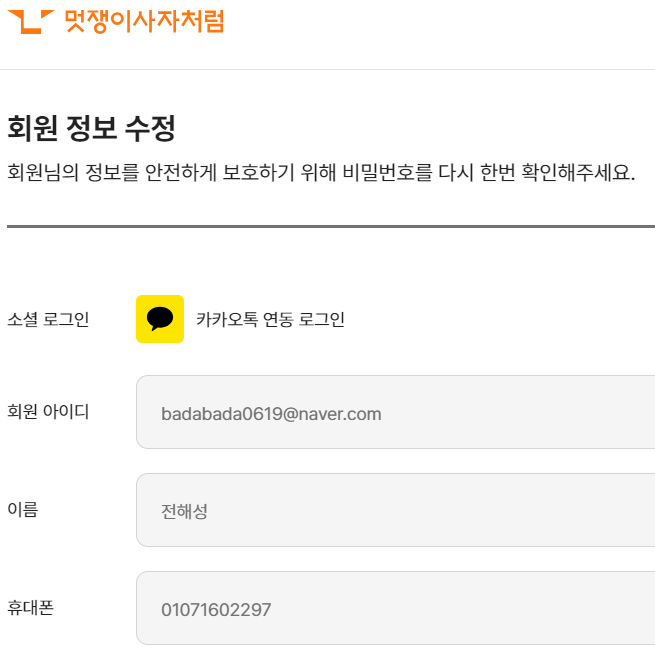 멋쟁이사자처럼
회원 정보 수정
회원님의 정보를 안전하게 보호하기 위해 비밀번호를 다시 한번 확인해주세요.
소셜 로그인 카카오톡 연동 로그인
회원 아이디 badabada0619@naver.com
이름 전해성
휴대폰 01071602297